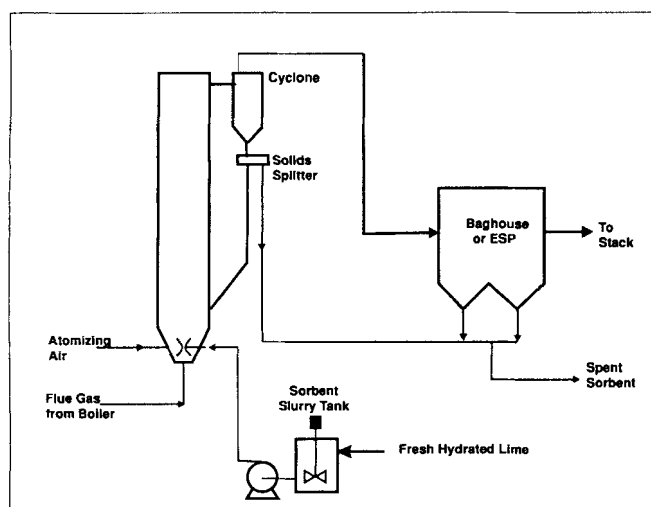 Cyclone
Solids
Splitter
Baghouse
or ESP
To
Stack
Atomizing
Air
Flue Gas
from Boiler
Sorbent
Slurry Tank
Spent
Sorbent
Fresh Hydrated Lime